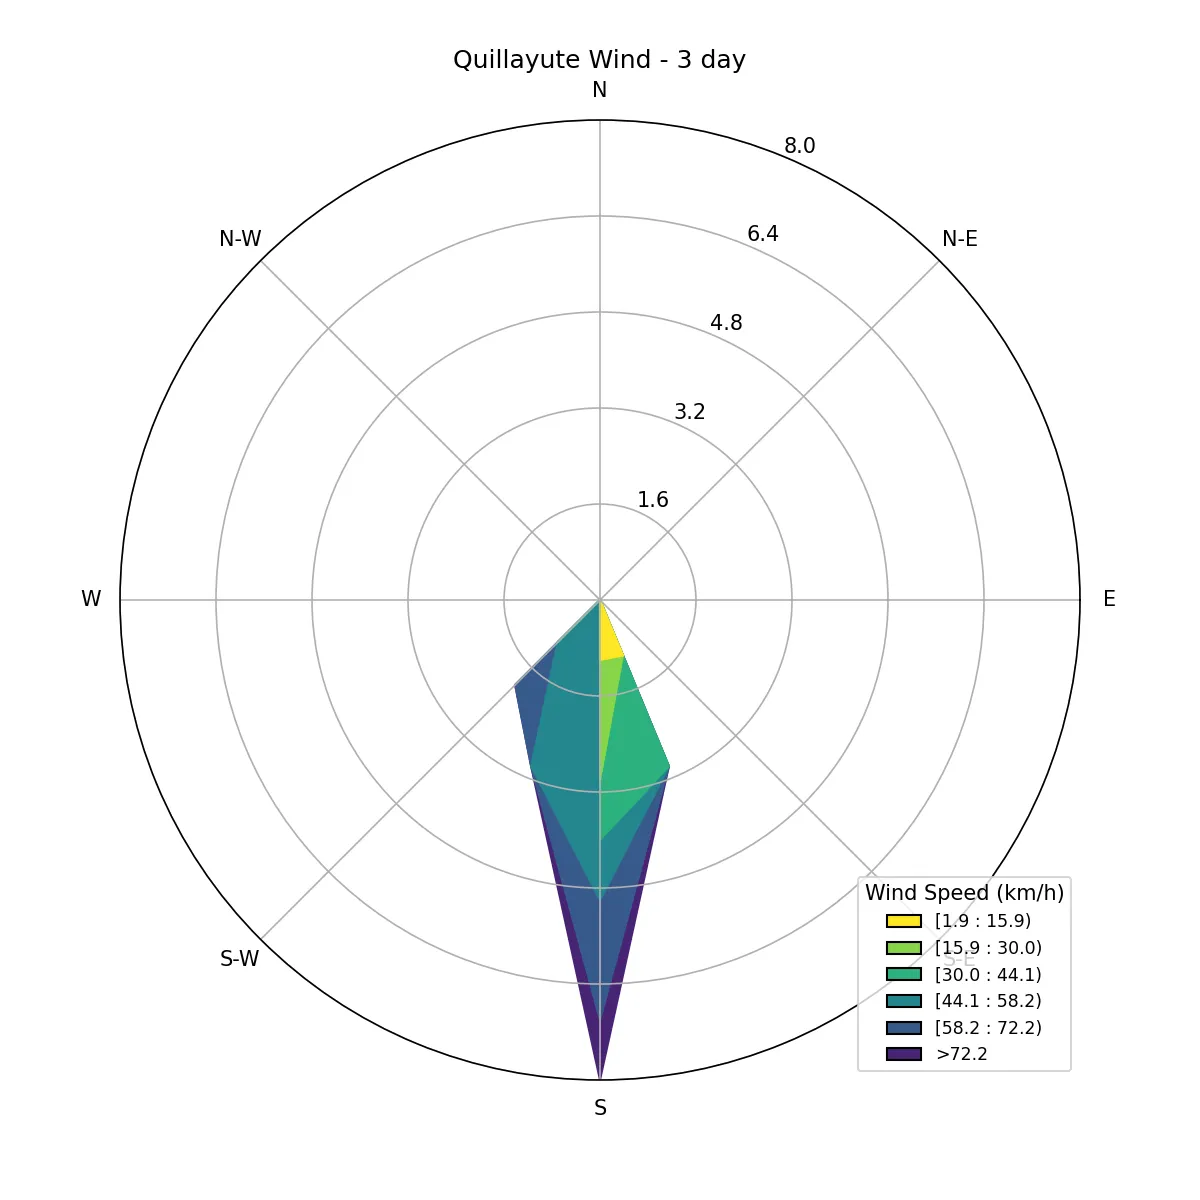 Quillayute Wind - 3 day
N
8.0
N-W
6.4
N-E
4.8
3.2
1.6
W
E
Wind Speed (km/h)
[1.9 : 15.9)
[15.9 : 30.0)
S-W
S-E
[30.0 : 44.1)
[44.1 : 58.2)
[58.2 : 72.2)
>72.2
S